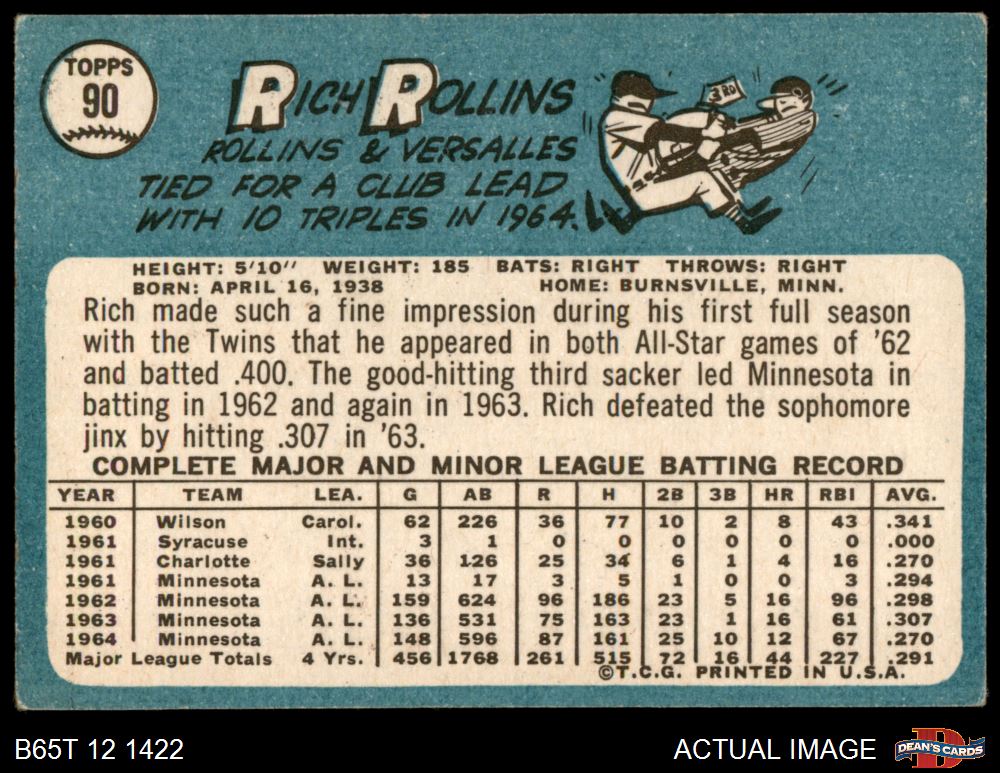 TOPPS
90
RICH ROLLINS
3RD
ROLLINS & VERSALLES
TIED FOR A CLUB LEAD
WITH 10 TRIPLES IN 1964.
HEIGHT: 5'10" WEIGHT: 185 BATS: RIGHT THROWS: RIGHT
BORN: APRIL 16, 1938 HOME: BURNSVILLE, MINN.
Rich made such a fine impression during his first full season
with the Twins that he appeared in both All-Star games of '62
and batted .400. The good-hitting third sacker led Minnesota in
batting in 1962 and again in 1963. Rich defeated the sophomore
jinx by hitting .307 in '63.
COMPLETE MAJOR AND MINOR LEAGUE BATTING RECORD
YEAR TEAM LEA. G AB R H 2B 3B HR RBI AVG.
1960 Wilson Carol. 62 226 36 77 10 2 8 43 .341
1961 Syracuse Int. 3 1 0 0 0 0 0 0 .000
1961 Charlotte Sally 36 126 25 34 6 1 4 16 .270
1961 Minnesota A. L. 13 17 3 5 1 0 0 3 .294
1962 Minnesota A. L. 159 624 96 186 23 5 16 96 .298
1963 Minnesota A. L. 136 531 75 163 23 1 16 61 .307
1964 Minnesota A. L. 148 596 87 161 25 10 12 67 .270
Major League Totals 4 Yrs. 456 1768 261 515 72 16 44 227 .291
©T.C.G. PRINTED IN U.S.A.
B65T 12 1422
ACTUAL IMAGE
D
DEAN'S CARDS